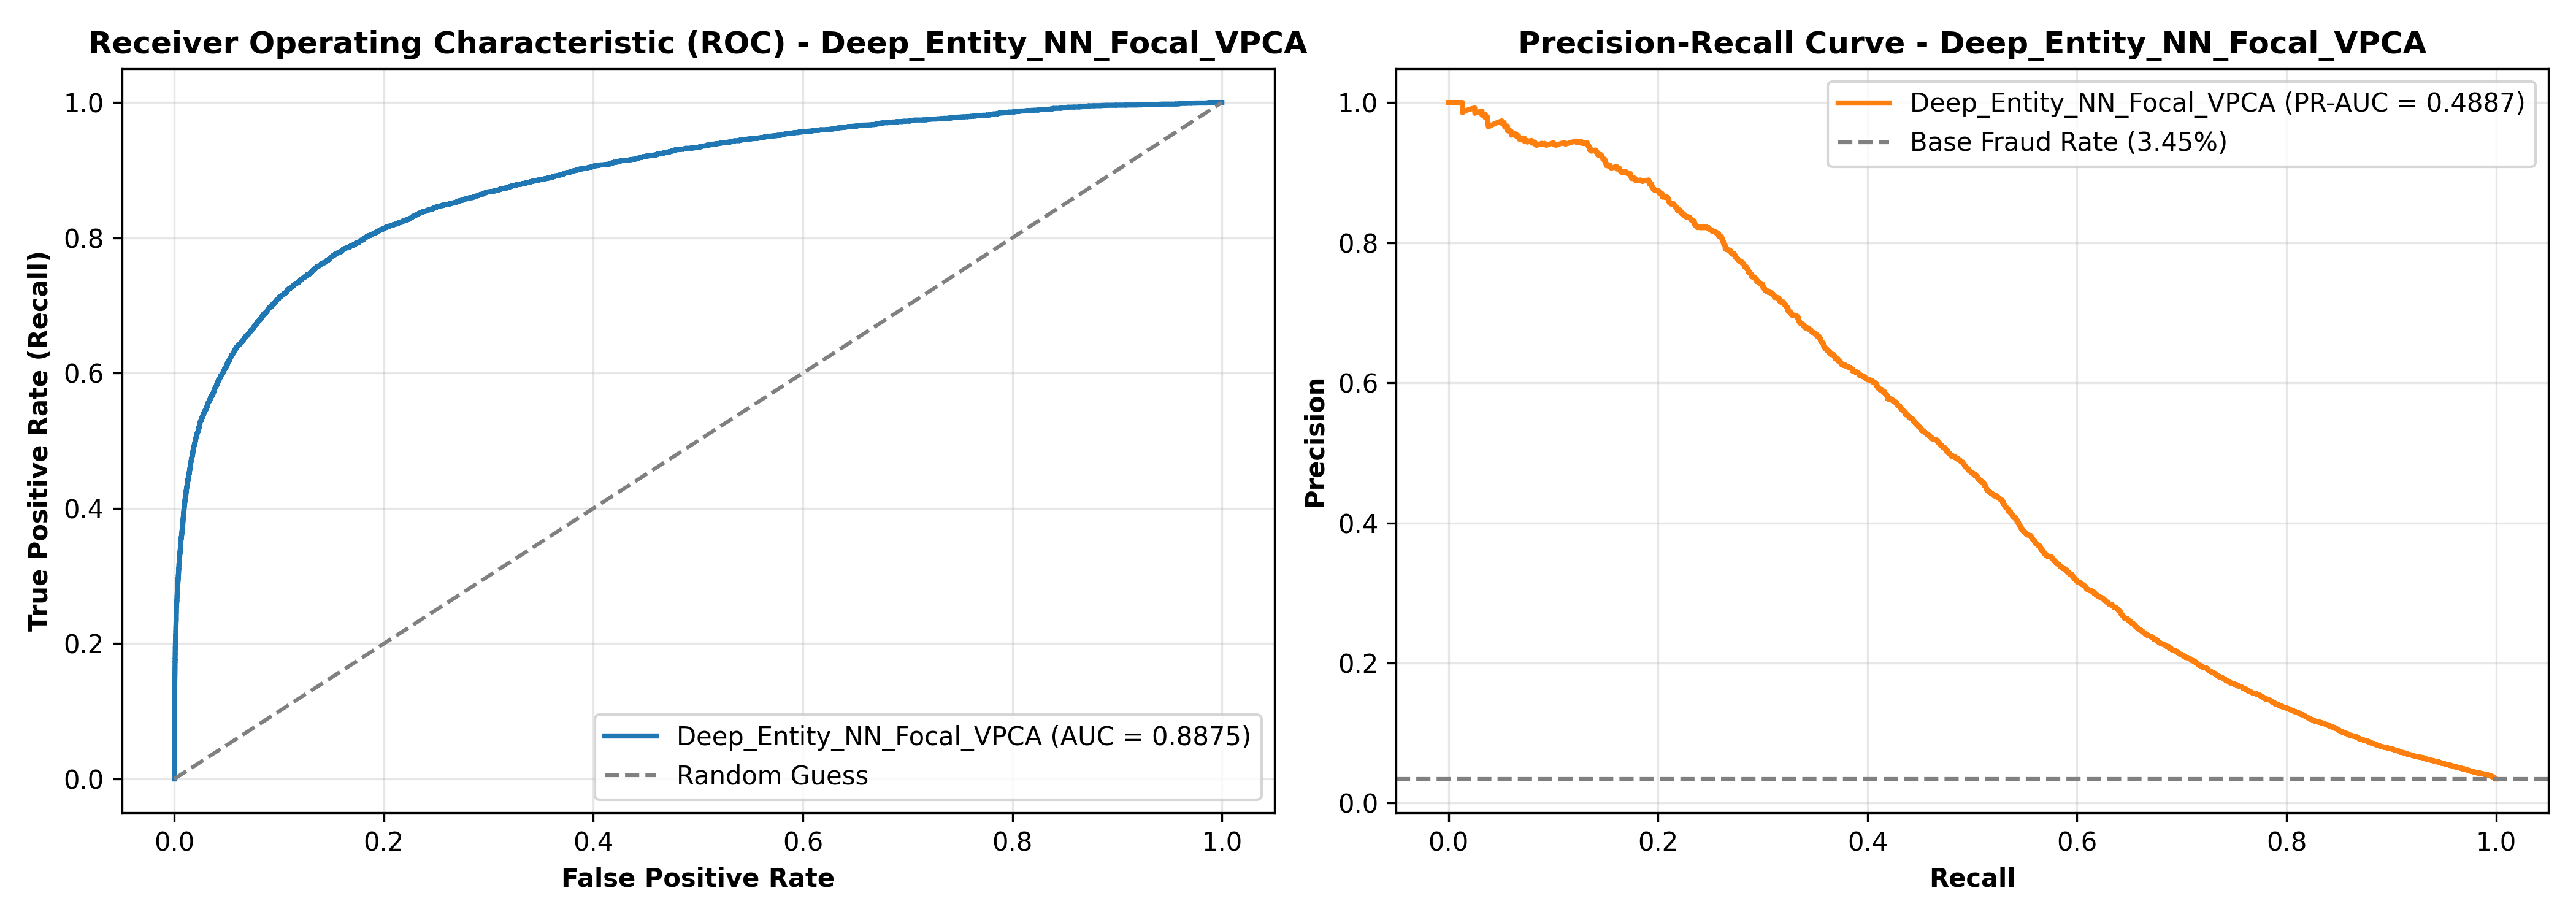 Receiver Operating Characteristic (ROC) - Deep_Entity_NN_Focal_VPCA
True Positive Rate (Recall)
1.0
0.8
0.6
0.4
0.2
0.0
Deep_Entity_NN_Focal_VPCA (AUC = 0.8875)
Random Guess
0.0 0.2 0.4 0.6 0.8 1.0
False Positive Rate
Precision-Recall Curve - Deep_Entity_NN_Focal_VPCA
Precision
1.0
0.8
0.6
0.4
0.2
0.0
Deep_Entity_NN_Focal_VPCA (PR-AUC = 0.4887)
Base Fraud Rate (3.45%)
0.0 0.2 0.4 0.6 0.8 1.0
Recall